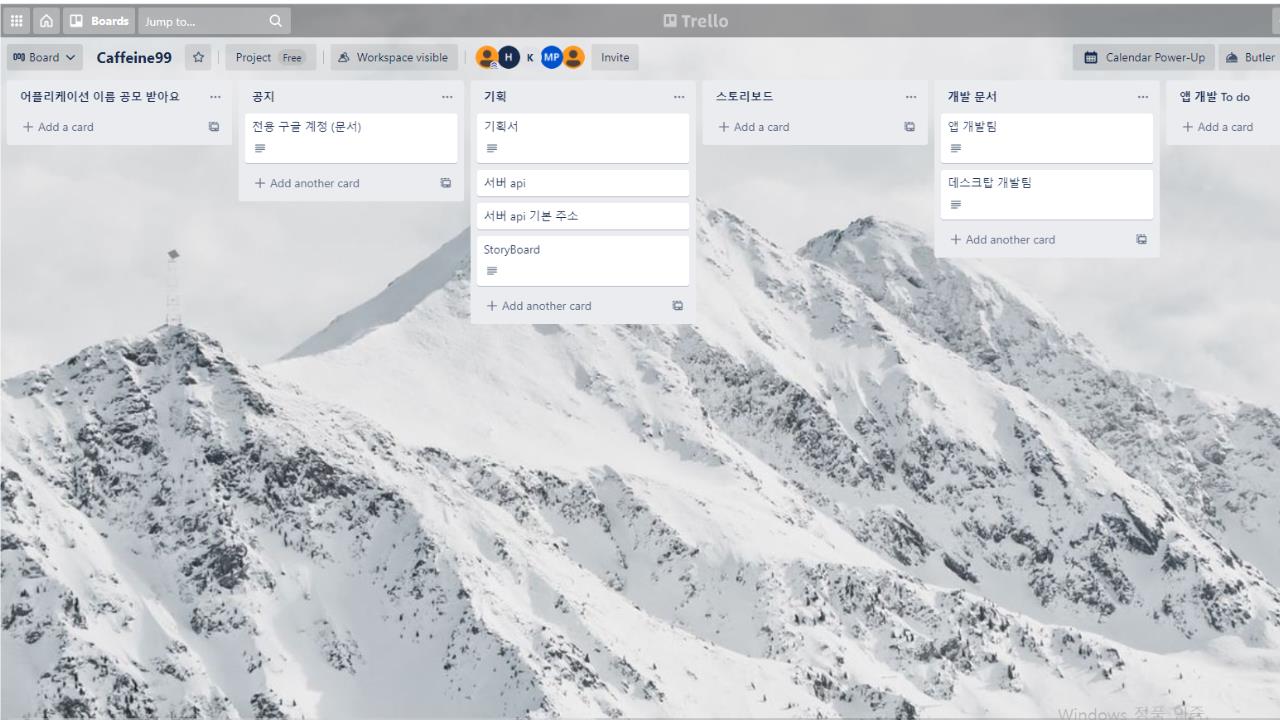 Boards
Jump to...
Trello
Board
Caffeine99
Project Free
Workspace visible
H
K
MP
Invite
Calendar Power-Up
Butler
어플리케이션 이름 공모 받아요
Add a card
공지
전용 구글 계정 (문서)
Add another card
기획
기획서
서버 api
서버 api 기본 주소
StoryBoard
Add another card
스토리보드
Add a card
개발 문서
앱 개발팀
데스크탑 개발팀
Add another card
앱 개발 To do
Add a card
Windows 정품 인증